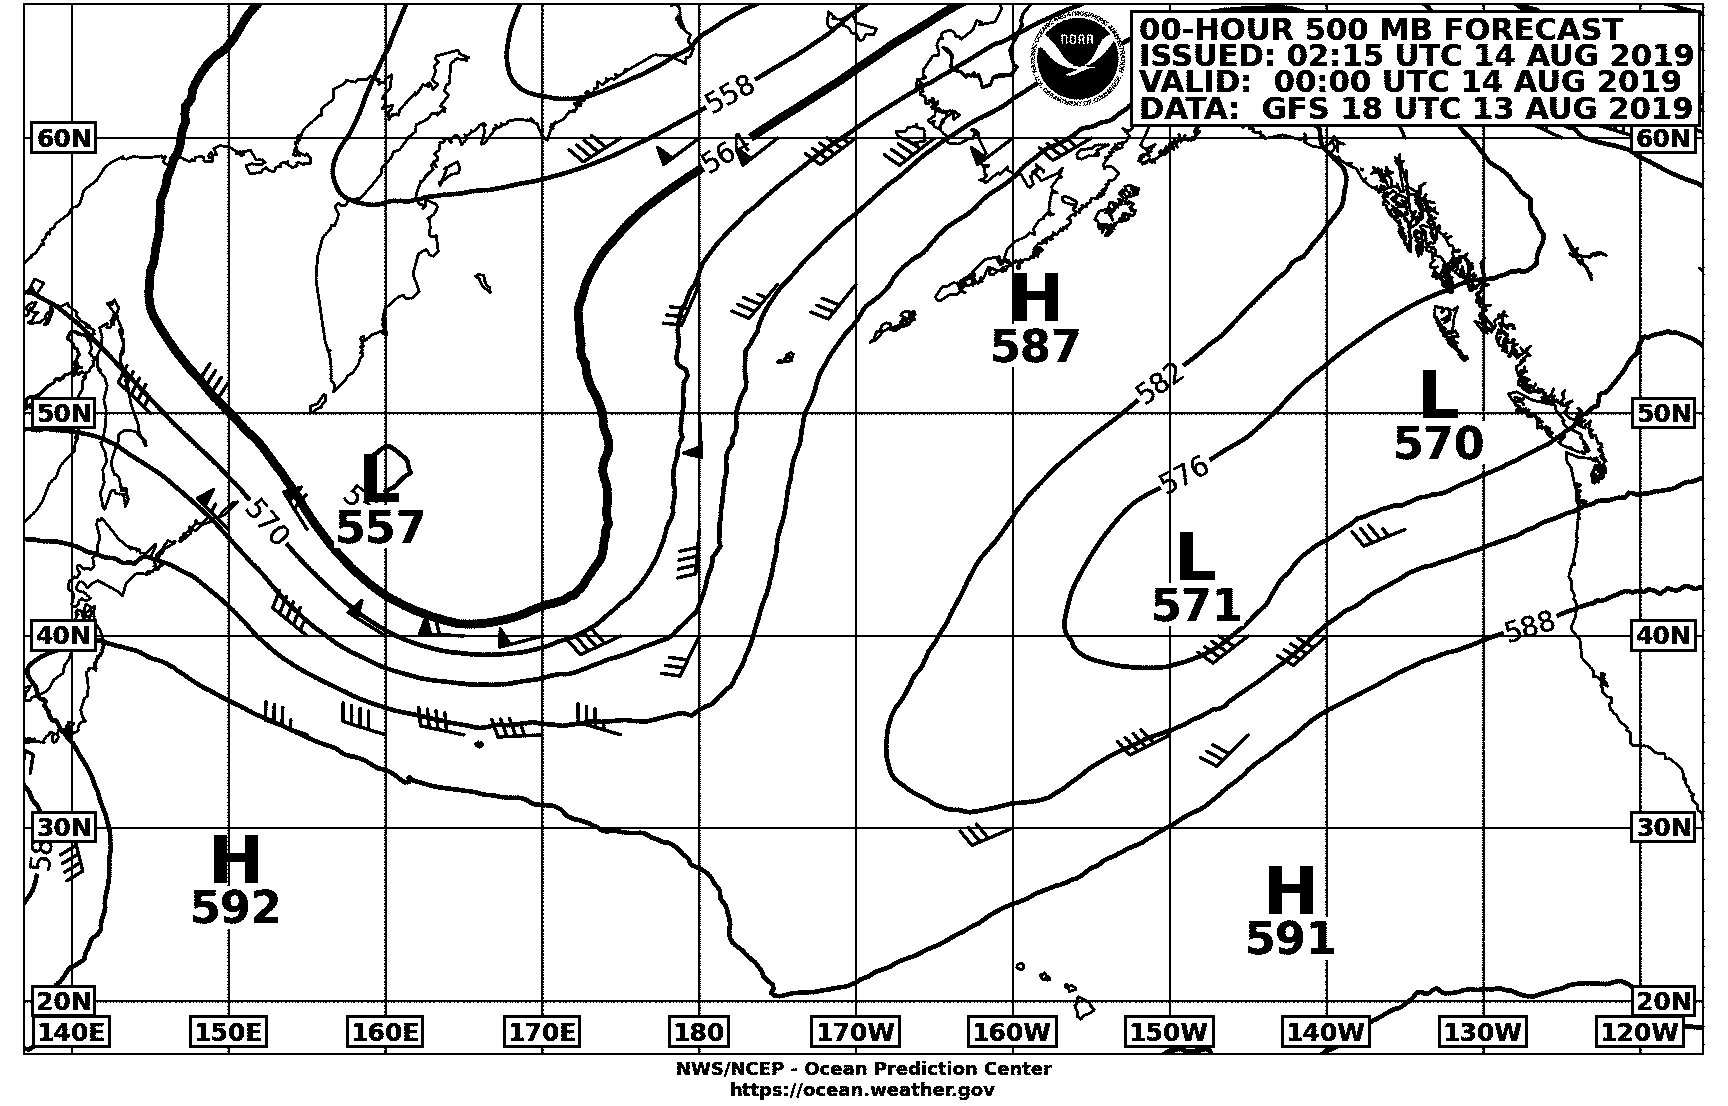 00-HOUR 500 MB FORECAST
ISSUED: 02:15 UTC 14 AUG 2019
VALID: 00:00 UTC 14 AUG 2019
DATA: GFS 18 UTC 13 AUG 2019
NOAA
558
564
60N
60N
H
587
582
L
570
50N
50N
576
L
557
570
L
571
588
40N
40N
30N
30N
H
592
H
591
20N
20N
140E
150E
160E
170E
180
170W
160W
150W
140W
130W
120W
NWS/NCEP - Ocean Prediction Center
https://ocean.weather.gov